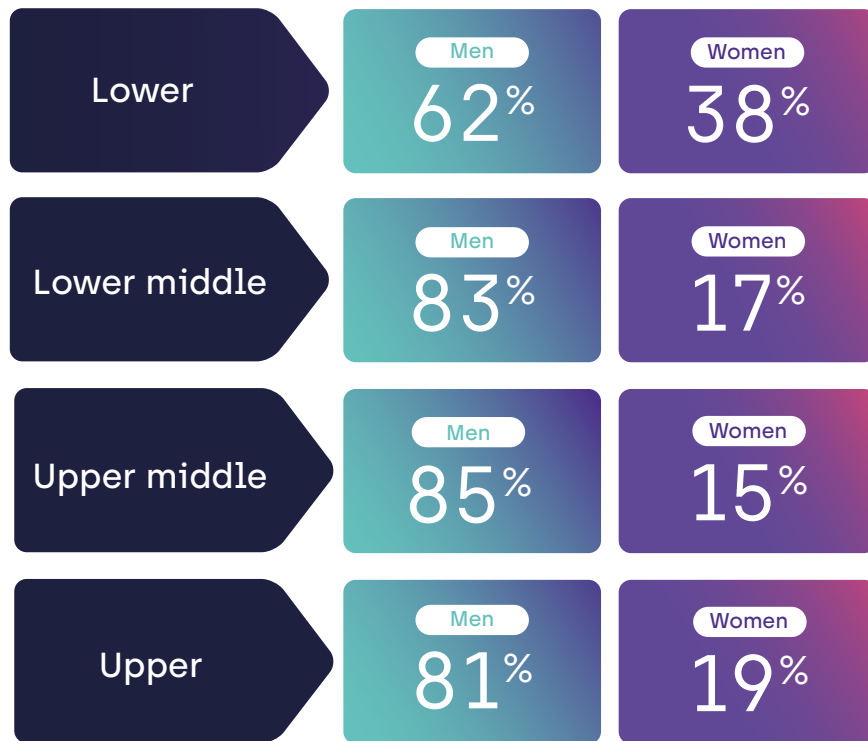 Lower
Men
62%
Women
38%
Lower middle
Men
83%
Women
17%
Upper middle
Men
85%
Women
15%
Upper
Men
81%
Women
19%